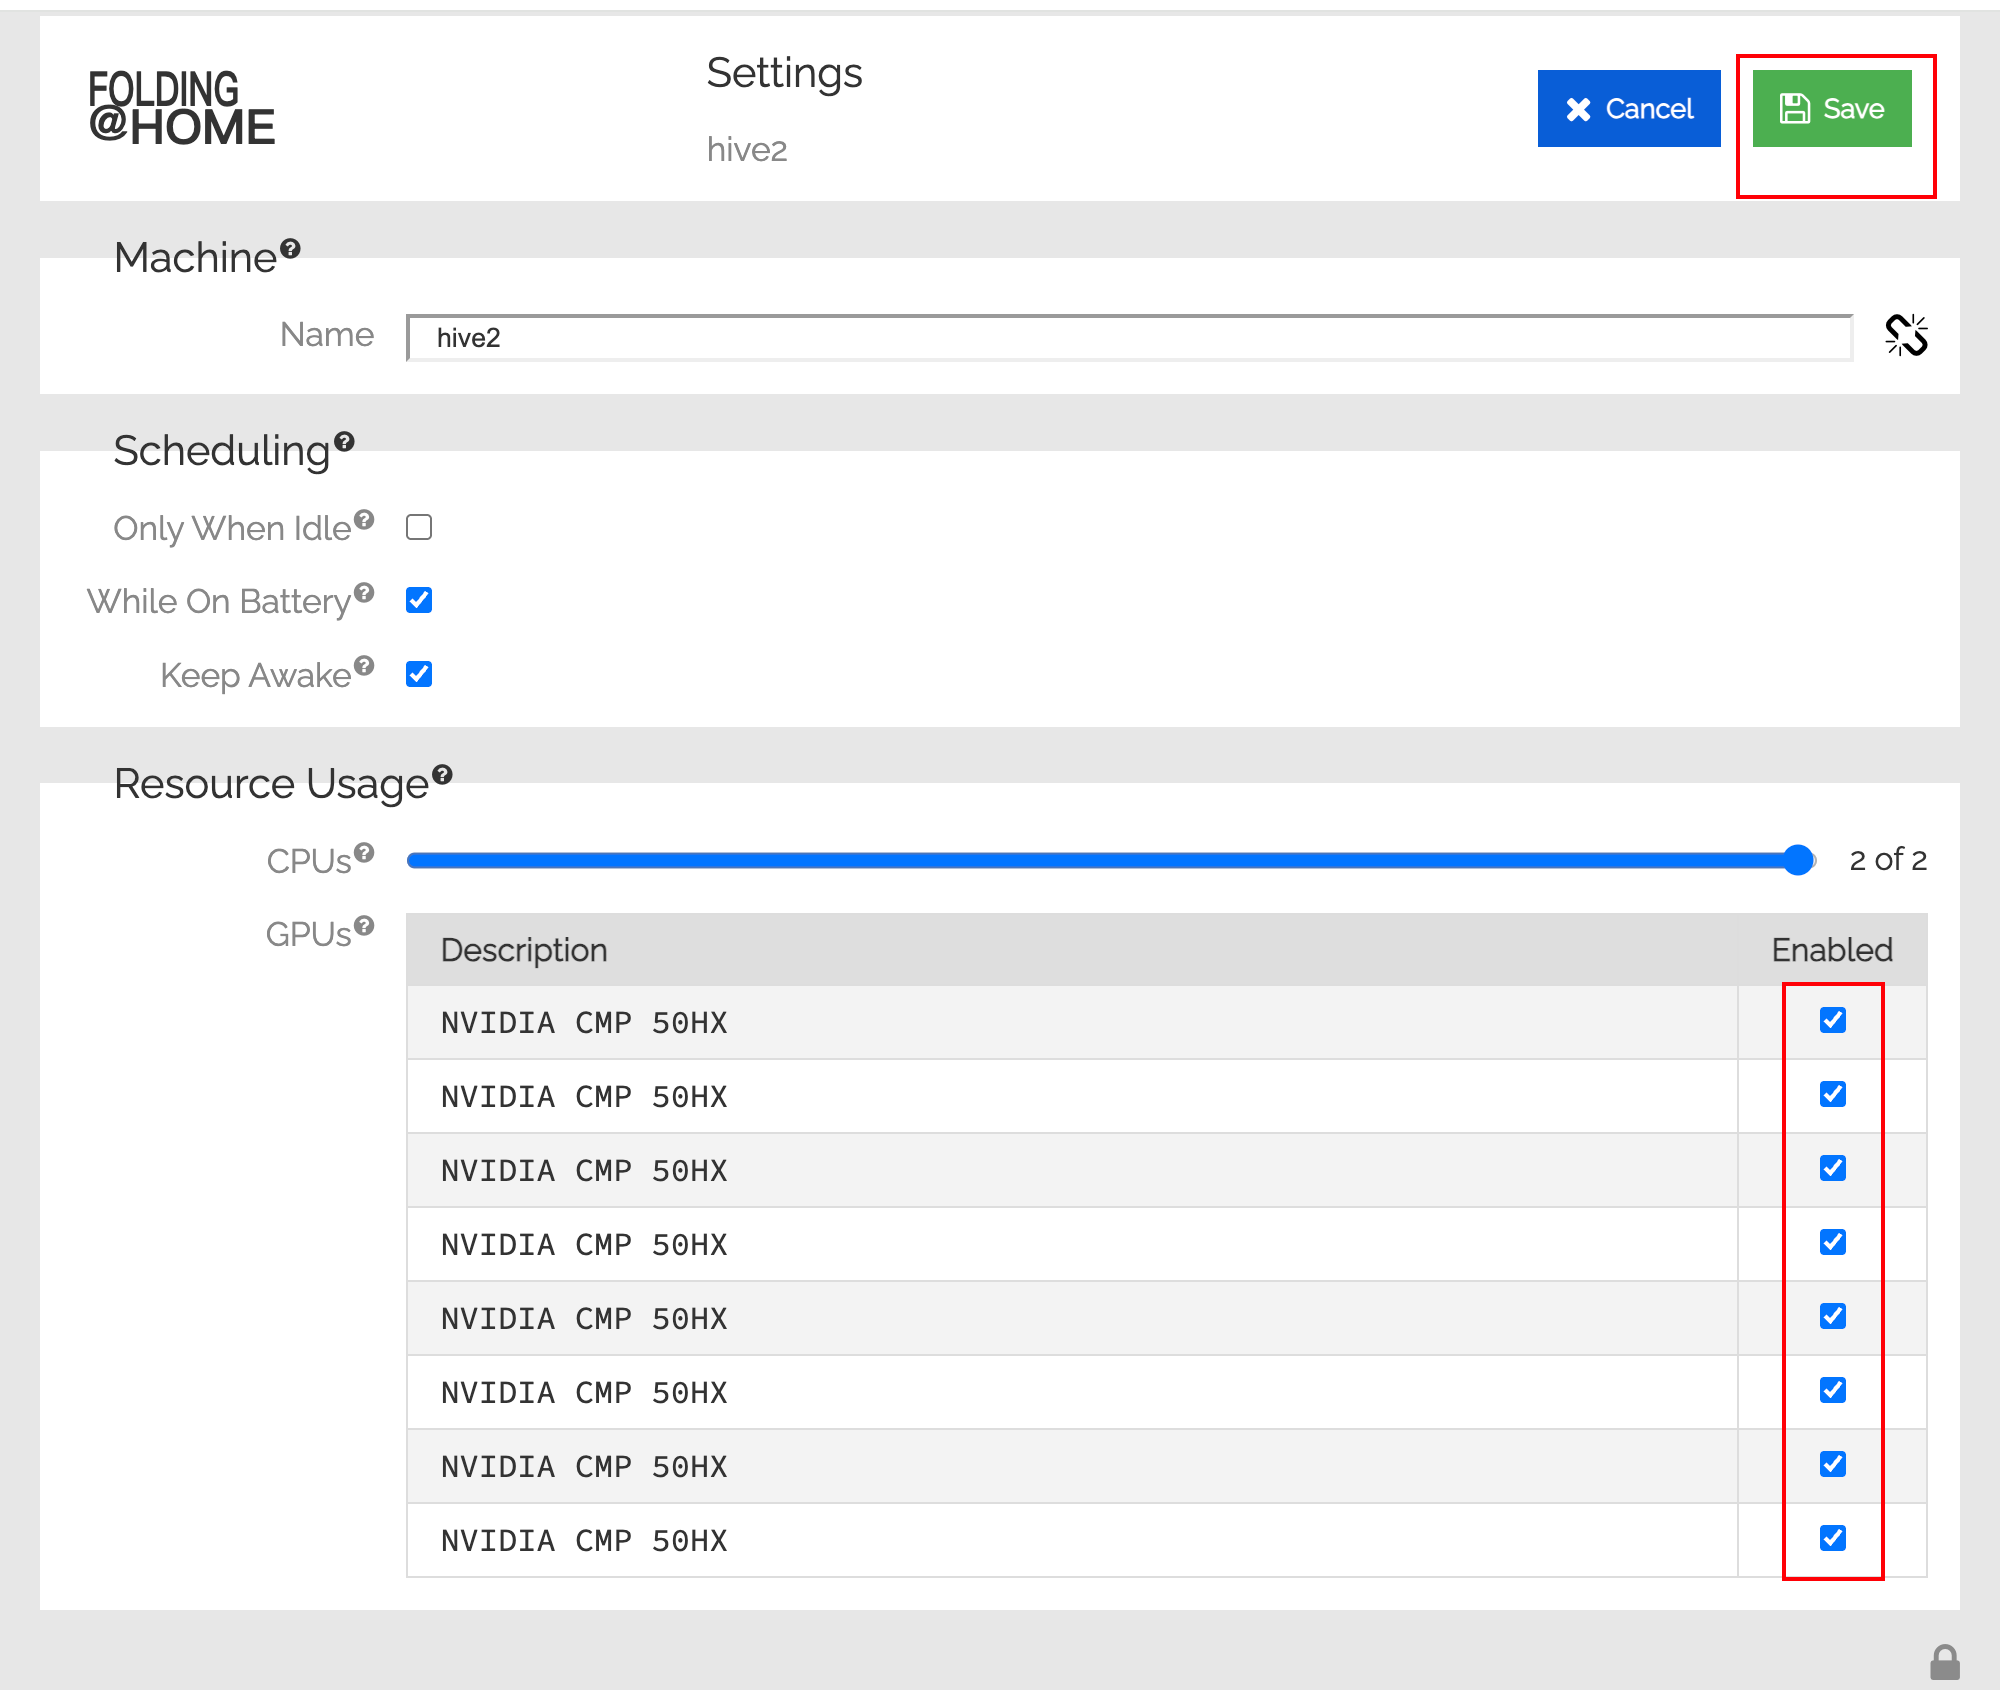 FOLDING
@HOME
Settings
hive2
Cancel
Save
Machine
Name
hive2
Scheduling
Only When Idle
While On Battery
Keep Awake
Resource Usage
CPUs
2 of 2
GPUs
Description Enabled
NVIDIA CMP 50HX
NVIDIA CMP 50HX
NVIDIA CMP 50HX
NVIDIA CMP 50HX
NVIDIA CMP 50HX
NVIDIA CMP 50HX
NVIDIA CMP 50HX
NVIDIA CMP 50HX